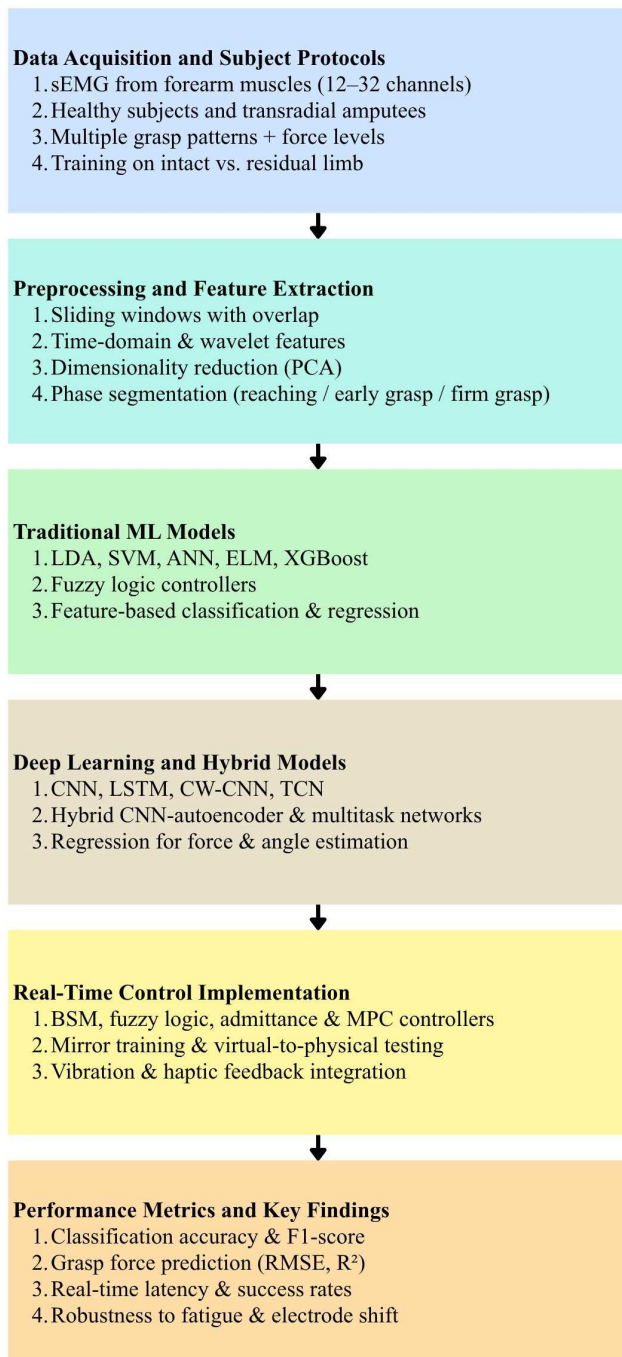 Data Acquisition and Subject Protocols
1. sEMG from forearm muscles (12–32 channels)
2. Healthy subjects and transradial amputees
3. Multiple grasp patterns + force levels
4. Training on intact vs. residual limb
Preprocessing and Feature Extraction
1. Sliding windows with overlap
2. Time-domain & wavelet features
3. Dimensionality reduction (PCA)
4. Phase segmentation (reaching / early grasp / firm grasp)
Traditional ML Models
1. LDA, SVM, ANN, ELM, XGBoost
2. Fuzzy logic controllers
3. Feature-based classification & regression
Deep Learning and Hybrid Models
1. CNN, LSTM, CW-CNN, TCN
2. Hybrid CNN-autoencoder & multitask networks
3. Regression for force & angle estimation
Real-Time Control Implementation
1. BSM, fuzzy logic, admittance & MPC controllers
2. Mirror training & virtual-to-physical testing
3. Vibration & haptic feedback integration
Performance Metrics and Key Findings
1. Classification accuracy & F1-score
2. Grasp force prediction (RMSE, R²)
3. Real-time latency & success rates
4. Robustness to fatigue & electrode shift